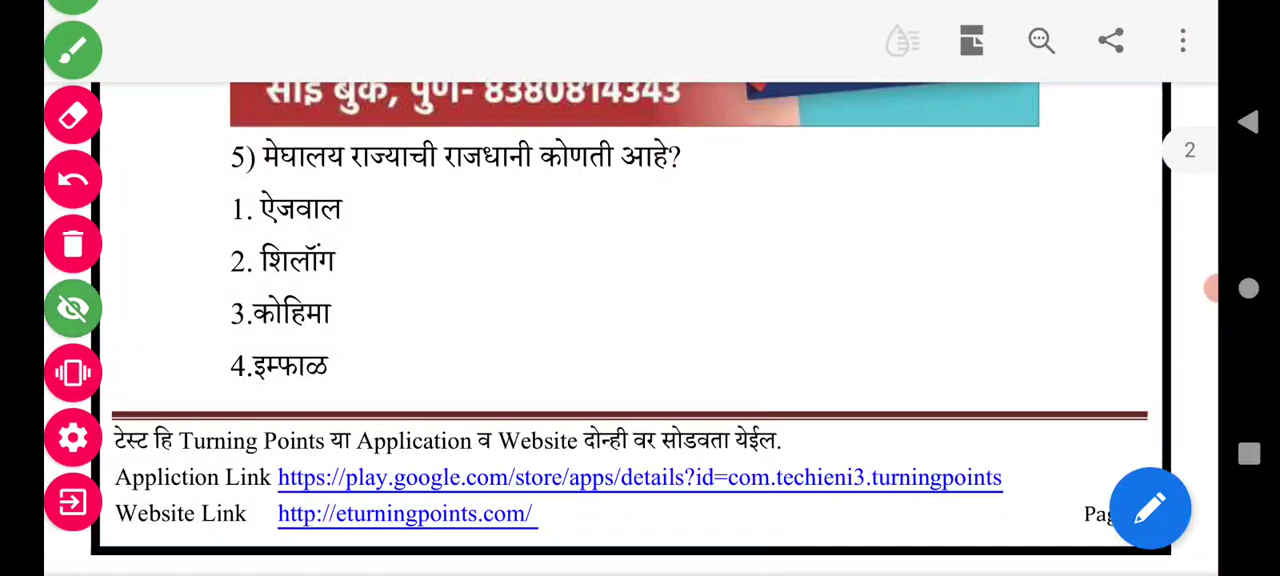 साई बुक, पुणे- 8380814343
2
5) मेघालय राज्याची राजधानी कोणती आहे?
1. ऐजवाल
2. शिलॉंग
3.कोहिमा
4.इम्फाळ
टेस्ट हि Turning Points या Application व Website दोन्ही वर सोडवता येईल.
Appliction Link https://play.google.com/store/apps/details?id=com.techieni3.turningpoints
Website Link http://eturningpoints.com/